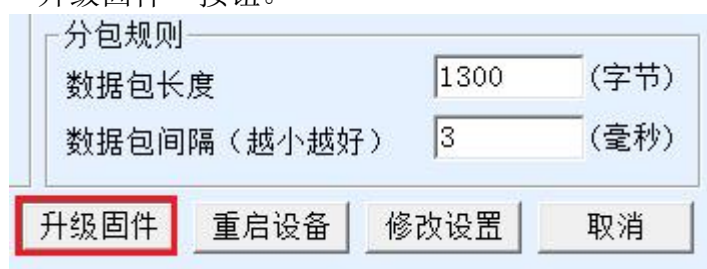 升级固件”按钮。
分包规则
数据包长度 1300 (字节)
数据包间隔（越小越好） 3 (毫秒)
升级固件 重启设备 修改设置 取消